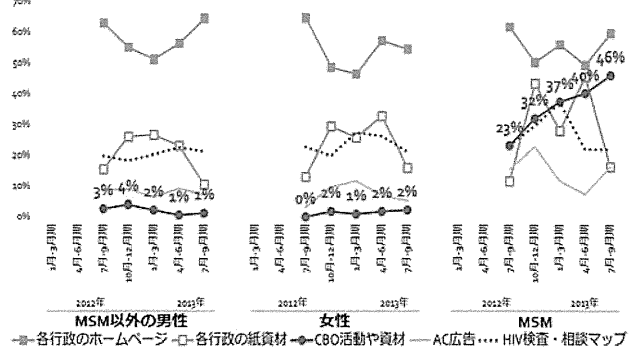 70%
60%
50%
40%
30%
20%
10%
0%
3% 4% 2% 1% 1%
0% 2% 1% 2% 2%
23% 32% 37% 40% 46%
1月-3月期 4月-6月期 7月-9月期 10月-12月期 1月-3月期 4月-6月期 7月-9月期
1月-3月期 4月-6月期 7月-9月期 10月-12月期 1月-3月期 4月-6月期 7月-9月期
1月-3月期 4月-6月期 7月-9月期 10月-12月期 1月-3月期 4月-6月期 7月-9月期
2012年 2013年 2012年 2013年 2012年 2013年
MSM以外の男性 女性 MSM
各行政のホームページ 各行政の紙資材 CBO活動や資材 AC広告 HIV検査・相談マップ